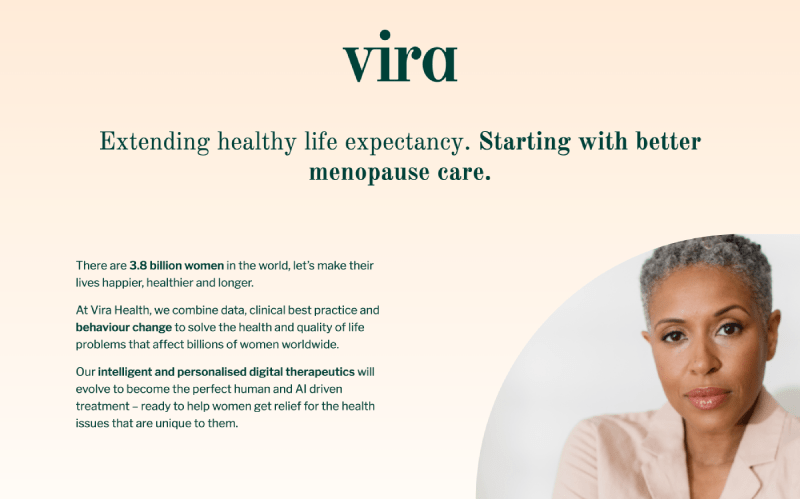 vira
Extending healthy life expectancy. Starting with better
menopause care.
There are 3.8 billion women in the world, let's make their
lives happier, healthier and longer.
At Vira Health, we combine data, clinical best practice and
behaviour change to solve the health and quality of life
problems that affect billions of women worldwide.
Our intelligent and personalised digital therapeutics will
evolve to become the perfect human and AI driven
treatment – ready to help women get relief for the health
issues that are unique to them.